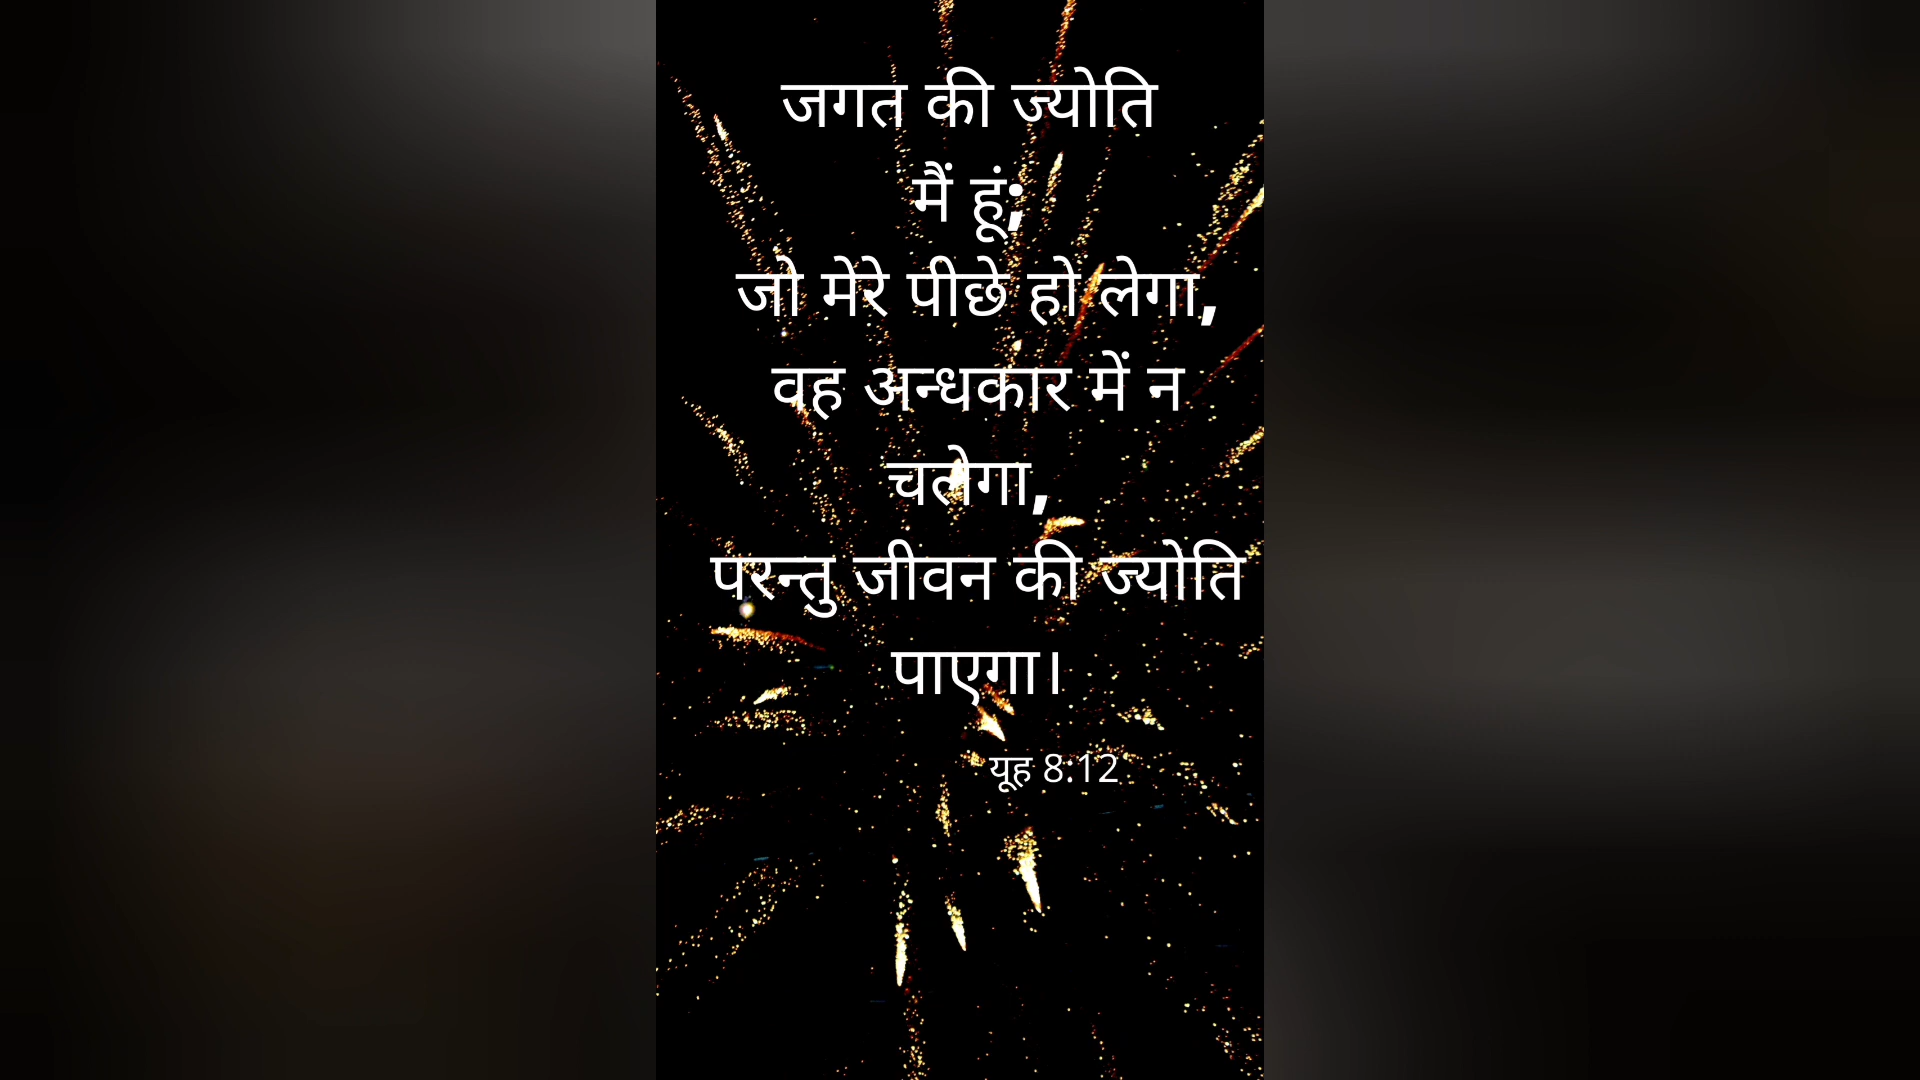 जगत की ज्योति
मैं हूं;
जो मेरे पीछे हो लेगा,
वह अन्धकार में न
चलेगा,
परन्तु जीवन की ज्योति
पाएगा।
यूह 8:12